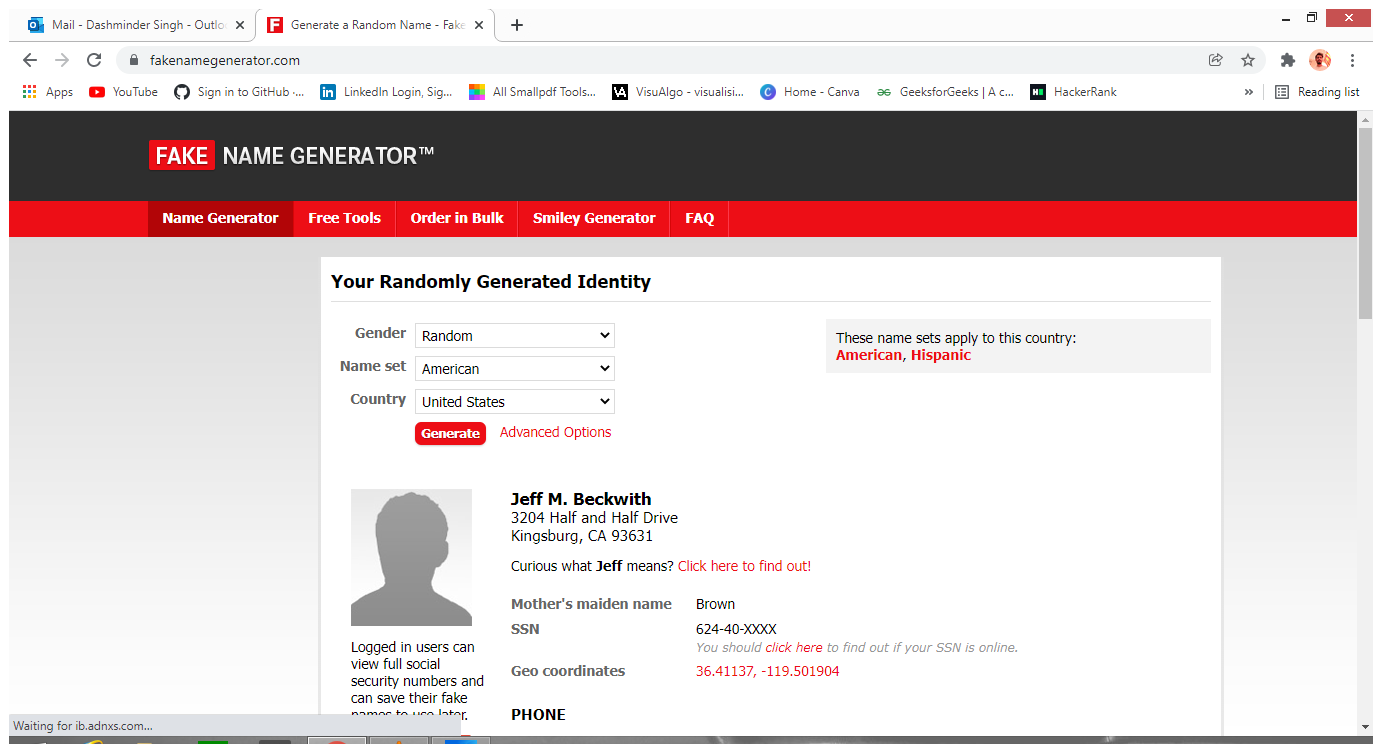 Mail - Dashminder Singh - Outlo
Generate a Random Name - Fake
fakenamegenerator.com
Apps YouTube Sign in to GitHub ·... LinkedIn Login, Sig... All Smallpdf Tools... VisuAlgo - visualisi... Home - Canva GeeksforGeeks | A c... HackerRank » Reading list
FAKE NAME GENERATOR™
Name Generator Free Tools Order in Bulk Smiley Generator FAQ
Your Randomly Generated Identity
Gender Random
Name set American
Country United States
Generate Advanced Options
These name sets apply to this country:
American, Hispanic
Jeff M. Beckwith
3204 Half and Half Drive
Kingsburg, CA 93631
Curious what Jeff means? Click here to find out!
Mother's maiden name Brown
SSN 624-40-XXXX
You should click here to find out if your SSN is online.
Geo coordinates 36.41137, -119.501904
PHONE
Logged in users can
view full social
security numbers and
can save their fake
names to use later.
Waiting for ib.adnxs.com...